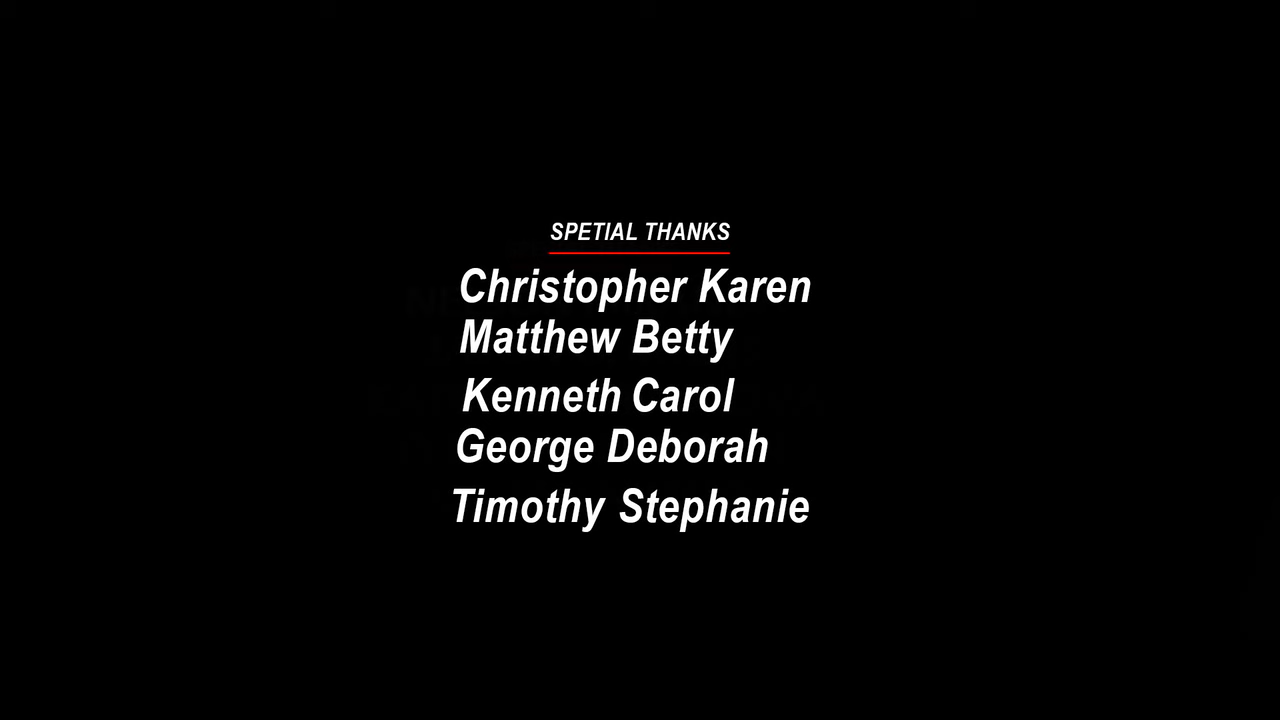 SPETIAL THANKS
Christopher Karen
Matthew Betty
Kenneth Carol
George Deborah
Timothy Stephanie